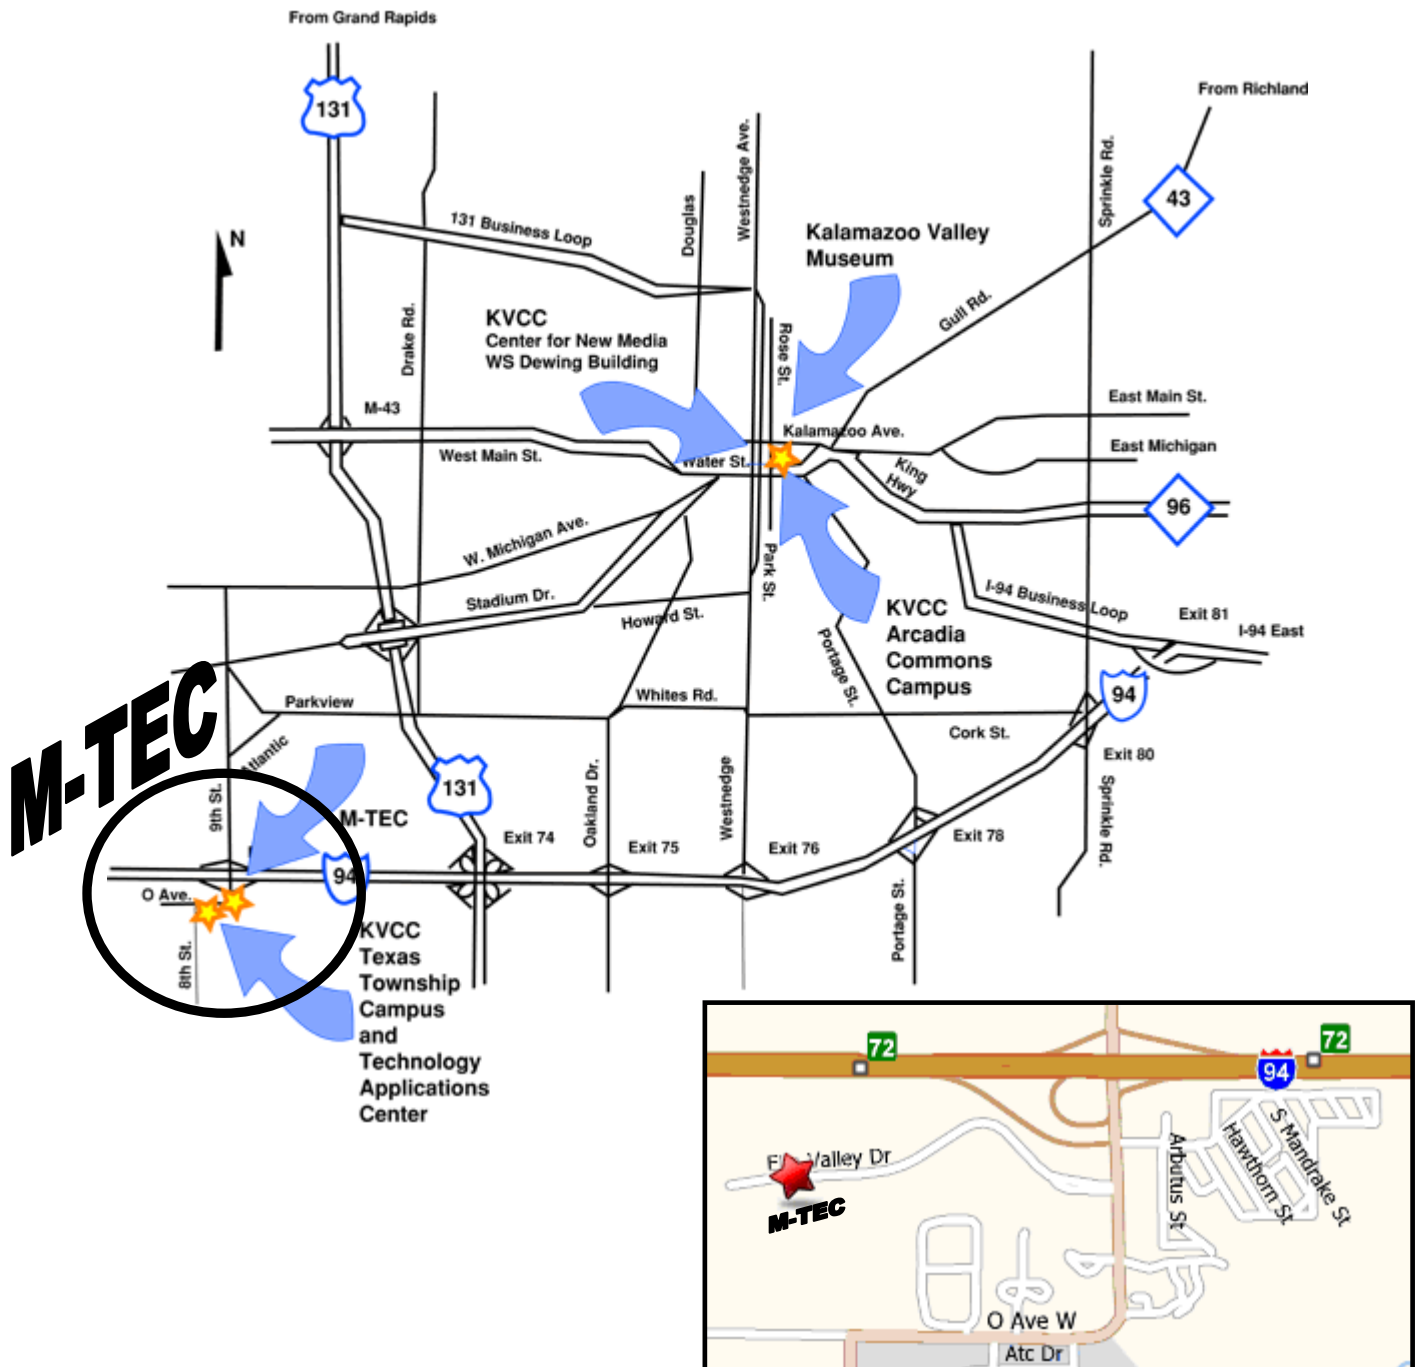 From Grand Rapids
131
From Richland
43
N
131 Business Loop
Drake Rd.
Douglas
Westnedge Ave.
Sprinkle Rd.
Kalamazoo Valley
Museum
Gull Rd.
KVCC
Center for New Media
WS Dewing Building
Rose St.
M-43
West Main St.
Kalamazoo Ave.
Water St.
East Main St.
East Michigan
King
Hwy
96
W. Michigan Ave.
Stadium Dr.
Howard St.
Park St.
I-94 Business Loop
Exit 81
I-94 East
KVCC
Arcadia
Commons
Campus
Portage St.
Parkview
Whites Rd.
Cork St.
94
Exit 80
M-TEC
Atlantic
9th St.
M-TEC
131
Exit 74
Oakland Dr.
Exit 75
Westnedge
Exit 76
Exit 78
Sprinkle Rd.
94
O Ave.
8th St.
Portage St.
KVCC
Texas
Township
Campus
and
Technology
Applications
Center
72
72
94
Valley Dr
M-TEC
Arbutus St
Hawthorn St
S Mandrake St
O Ave W
Atc Dr